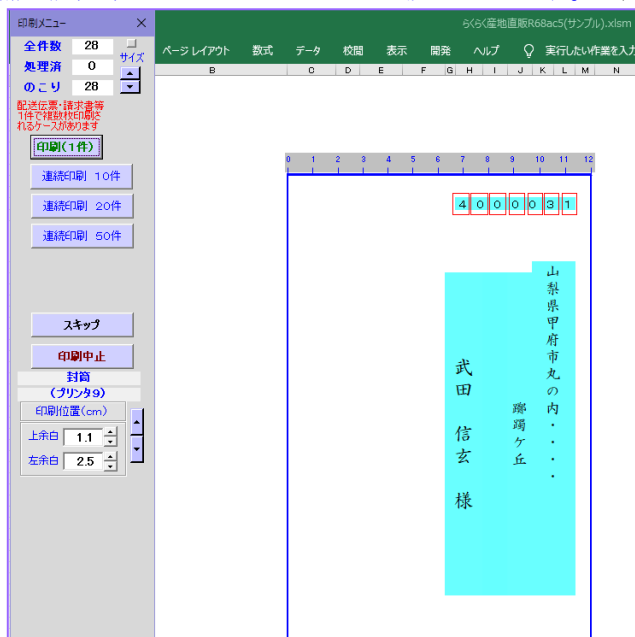 印刷メニュー
全件数 28
サイズ
処理済 0
のこり 28
配送伝票・請求書等
1件で複数枚印刷さ
れるケースがあります
印刷(1件)
連続印刷 10件
連続印刷 20件
連続印刷 50件
スキップ
印刷中止
封筒
(プリンタ9)
印刷位置(cm)
上余白 1.1
左余白 2.5
らくらく産地直販R68ac5(サンプル).xlsm
ページ レイアウト 数式 データ 校閲 表示 開発 ヘルプ 実行したい作業を入力
B C D E F G H I J K L M N
0 1 2 3 4 5 6 7 8 9 10 11 12
4 0 0 0 0 3 1
山梨県甲府市丸の内・・・・
躑躅ケ丘
武田 信玄 様